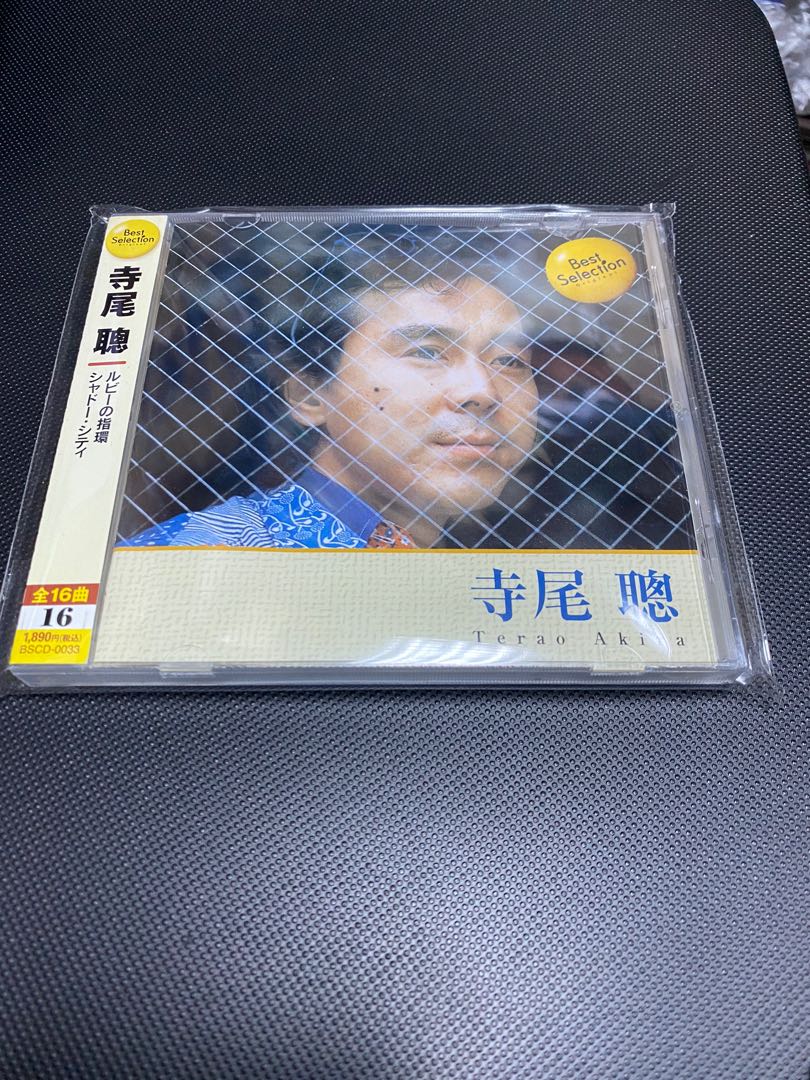 Best
Selection
Original
寺尾 聰
ルビーの指環
シャドー・シティ
全16曲
16
1,890円(税込)
BSCD-0033
Best
Selection
Original
寺尾 聰
Terao